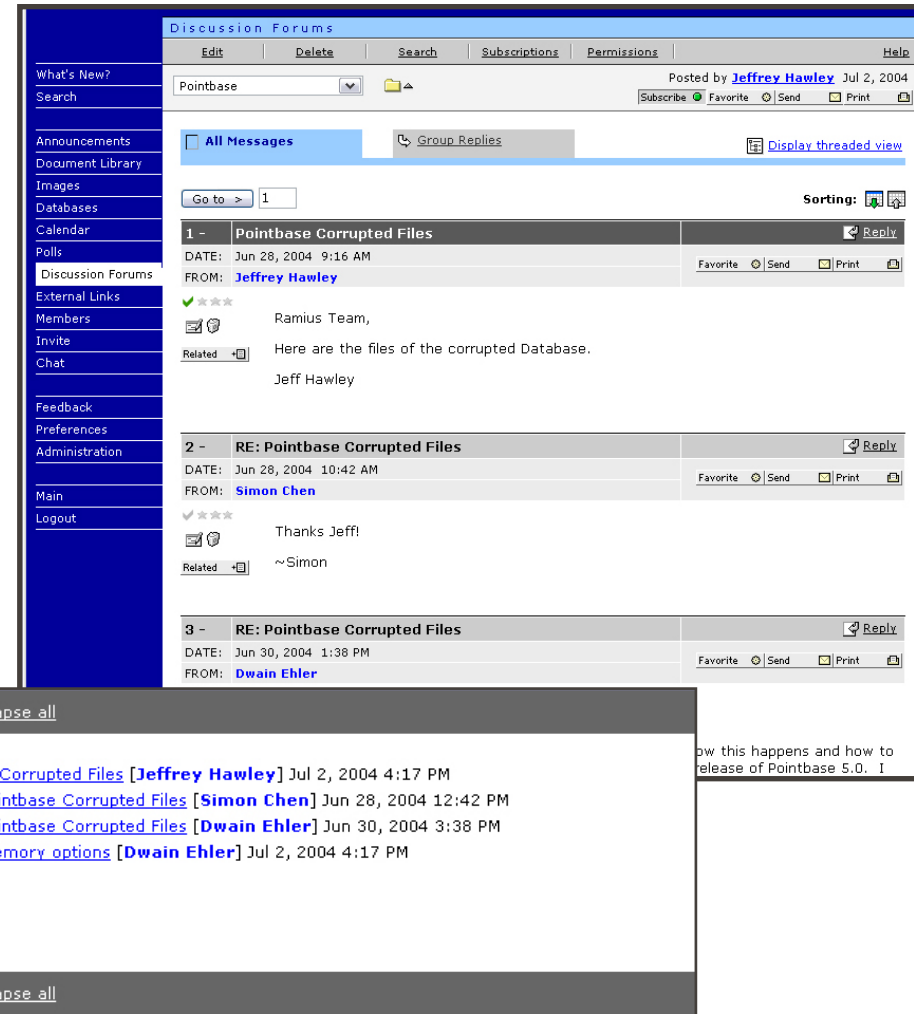 Discussion Forums
Edit Delete Search Subscriptions Permissions Help
What's New?
Search
Announcements
Document Library
Images
Databases
Calendar
Polls
Discussion Forums
External Links
Members
Invite
Chat
Feedback
Preferences
Administration
Main
Logout
Pointbase
Posted by Jeffrey Hawley Jul 2, 2004
Subscribe Favorite Send Print
All Messages Group Replies Display threaded view
Go to > 1 Sorting:
1 - Pointbase Corrupted Files Reply
DATE: Jun 28, 2004 9:16 AM
FROM: Jeffrey Hawley
Favorite Send Print
Ramius Team,
Related
Here are the files of the corrupted Database.
Jeff Hawley
2 - RE: Pointbase Corrupted Files Reply
DATE: Jun 28, 2004 10:42 AM
FROM: Simon Chen
Favorite Send Print
Thanks Jeff!
Related
~Simon
3 - RE: Pointbase Corrupted Files Reply
DATE: Jun 30, 2004 1:38 PM
FROM: Dwain Ehler
Favorite Send Print
this happens and how to
of Pointbase 5.0. I
all
Corrupted Files [Jeffrey Hawley] Jul 2, 2004 4:17 PM
Corrupted Files [Simon Chen] Jun 28, 2004 12:42 PM
Corrupted Files [Dwain Ehler] Jun 30, 2004 3:38 PM
options [Dwain Ehler] Jul 2, 2004 4:17 PM
all